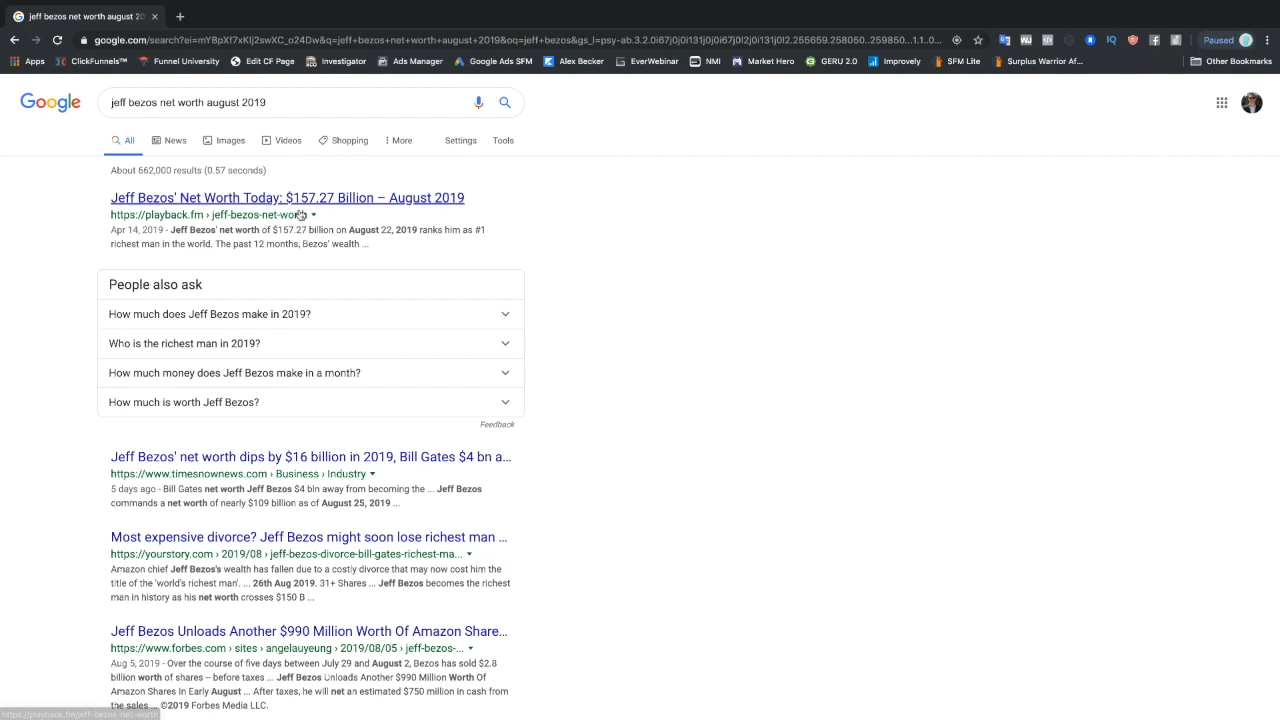 jeff bezos net worth august 20
google.com/search?ei=mYBpXf7xKIj2swXC_o24Dw&q=jeff+bezos+net+worth+august+2019&oq=jeff+bezos&gs_l=psy-ab.3.2.0i67j0j0i131j0j0i67j0l2j0i131j0l2.255659.258050..259850...1.1..0...
Paused
Apps ClickFunnels™ Funnel University Edit CF Page Investigator Ads Manager Google Ads SFM Alex Becker EverWebinar NMI Market Hero GERU 2.0 Improvely SFM Lite Surplus Warrior Af... Other Bookmarks
Google
jeff bezos net worth august 2019
All News Images Videos Shopping More Settings Tools
About 662,000 results (0.57 seconds)
Jeff Bezos' Net Worth Today: $157.27 Billion – August 2019
https://playback.fm › jeff-bezos-net-worth
Apr 14, 2019 - Jeff Bezos' net worth of $157.27 billion on August 22, 2019 ranks him as #1
richest man in the world. The past 12 months, Bezos' wealth ...
People also ask
How much does Jeff Bezos make in 2019?
Who is the richest man in 2019?
How much money does Jeff Bezos make in a month?
How much is worth Jeff Bezos?
Feedback
Jeff Bezos' net worth dips by $16 billion in 2019, Bill Gates $4 bn a...
https://www.timesnownews.com › Business › Industry
5 days ago - Bill Gates net worth Jeff Bezos $4 bln away from becoming the ... Jeff Bezos
commands a net worth of nearly $109 billion as of August 25, 2019 ...
Most expensive divorce? Jeff Bezos might soon lose richest man ...
https://yourstory.com › 2019/08 › jeff-bezos-divorce-bill-gates-richest-ma...
Amazon chief Jeff Bezos's wealth has fallen due to a costly divorce that may now cost him the
title of the 'world's richest man'. ... 26th Aug 2019. 31+ Shares ... Jeff Bezos becomes the richest
man in history as his net worth crosses $150 B ...
Jeff Bezos Unloads Another $990 Million Worth Of Amazon Share...
https://www.forbes.com › sites › angelauyeung › 2019/08/05 › jeff-bezos-...
Aug 5, 2019 - Over the course of five days between July 29 and August 2, Bezos has sold $2.8
billion worth of shares – before taxes ... Jeff Bezos Unloads Another $990 Million Worth Of
Amazon Shares In Early August ... After taxes, he will net an estimated $750 million in cash from
the sales ... ©2019 Forbes Media LLC.
https://playback.fm/jeff-bezos-net-worth